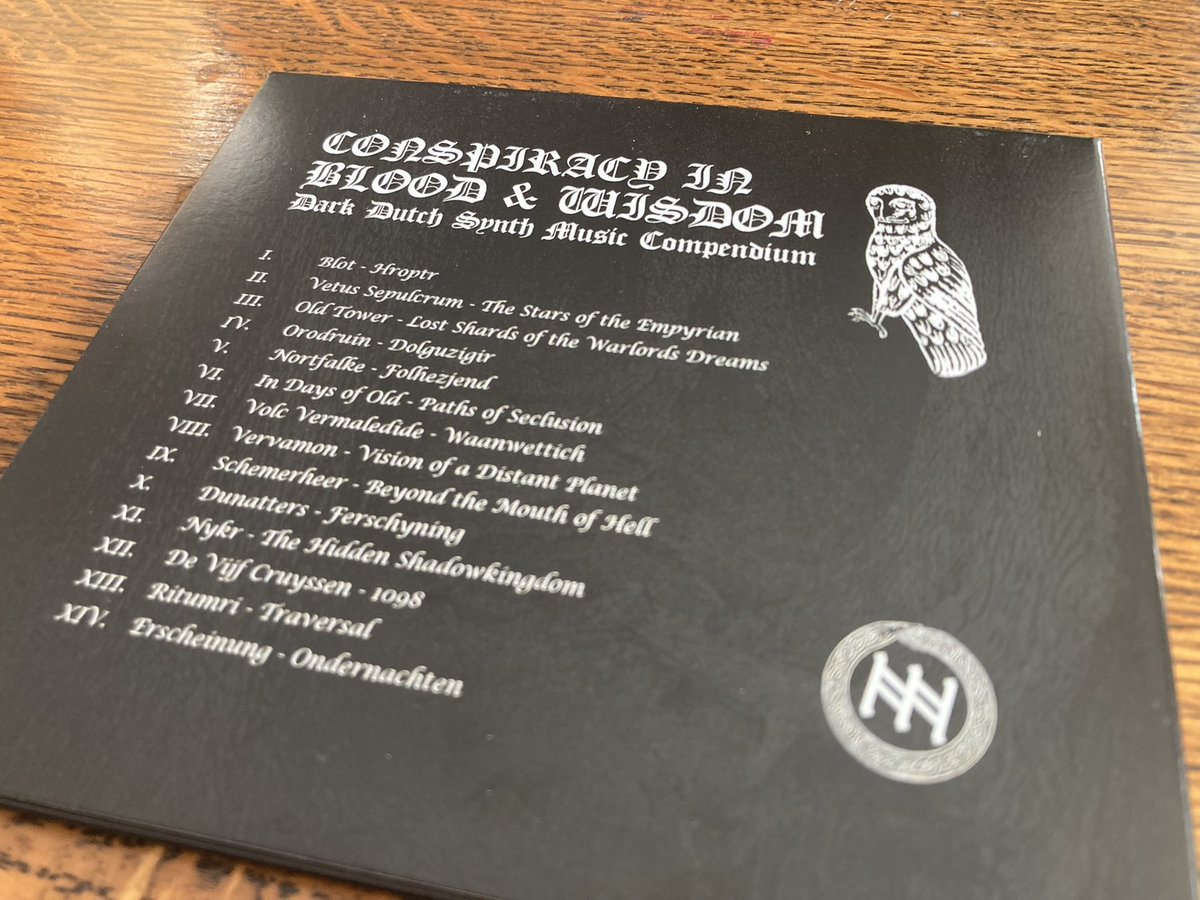 CONSPIRACY IN
BLOOD & WISDOM
Dark Dutch Synth Music Compendium
I. Blot - Hroptr
II. Vetus Sepulcrum - The Stars of the Empyrian
III. Old Tower - Lost Shards of the Warlords Dreams
IV. Orodruin - Dolguzigir
V. Nortfalke - Folhezjend
VI. In Days of Old - Paths of Seclusion
VII. Volc Vermaledide - Waanwettich
VIII. Vervamon - Vision of a Distant Planet
IX. Schemerheer - Beyond the Mouth of Hell
X. Dunatters - Ferschyning
XI. Nykr - The Hidden Shadowkingdom
XII. De Vijf Cruyssen - 1098
XIII. Ritumri - Traversal
XIV. Erscheinung - Ondernachten